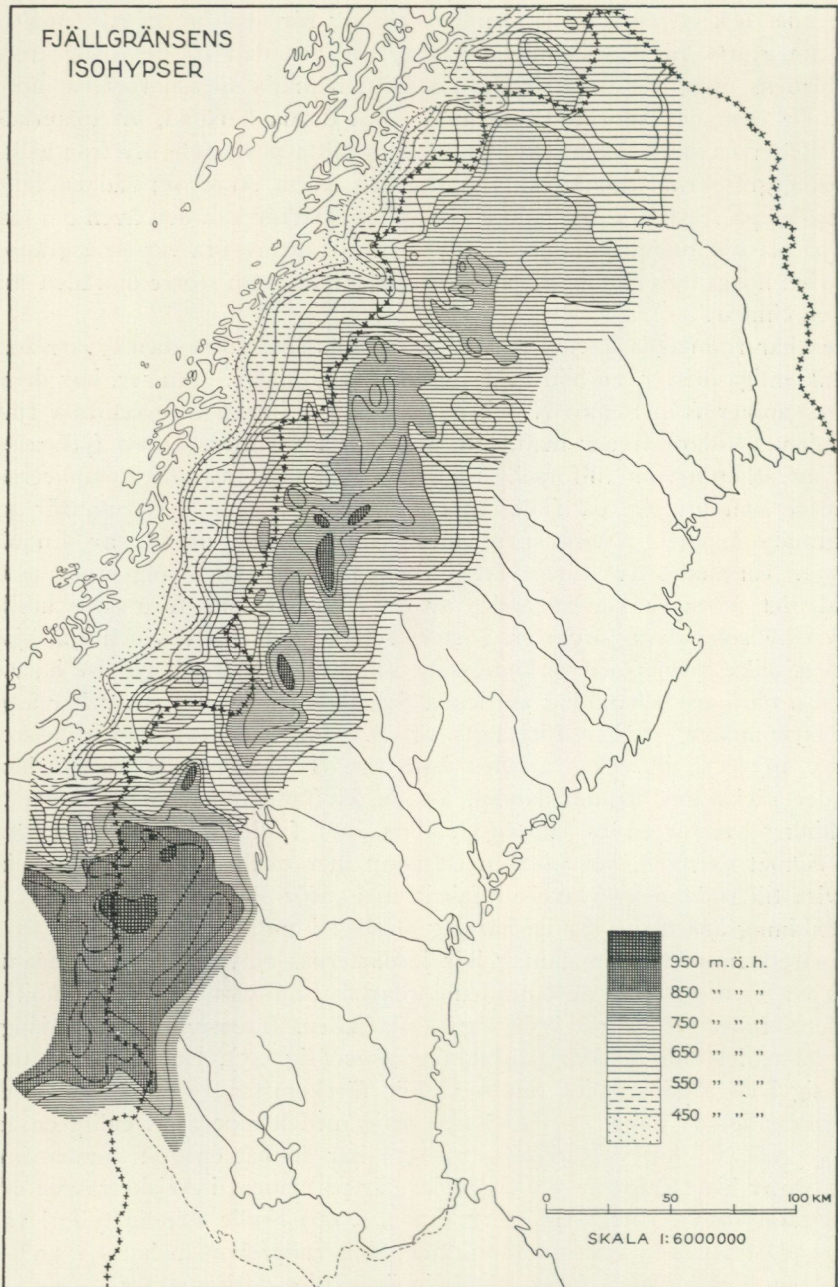 FJÄLLGRÄNSENS
ISOHYPSER
950 m.ö.h.
850 " " "
750 " " "
650 " " "
550 " " "
450 " " "
0 50 100 KM
SKALA 1:6000000